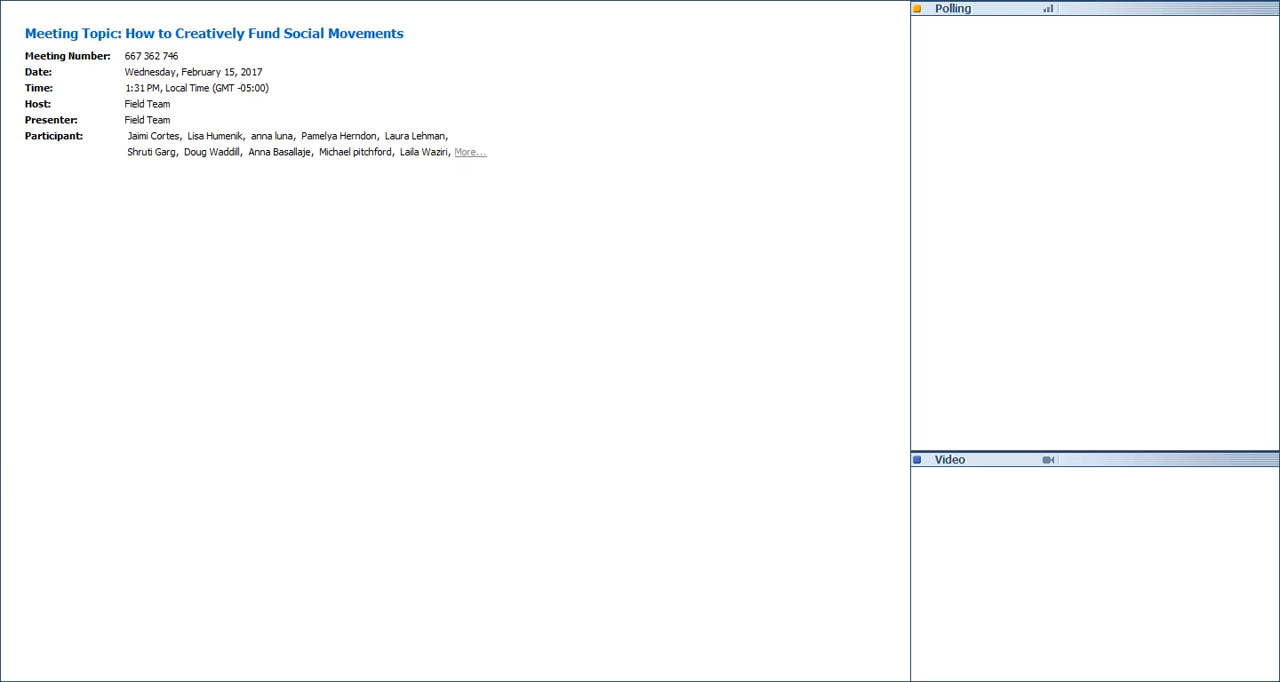 Meeting Topic: How to Creatively Fund Social Movements
Meeting Number: 667 362 746
Date: Wednesday, February 15, 2017
Time: 1:31 PM, Local Time (GMT -05:00)
Host: Field Team
Presenter: Field Team
Participant: Jaimi Cortes, Lisa Humenik, anna luna, Pamelya Herndon, Laura Lehman,
Shruti Garg, Doug Waddill, Anna Basallaje, Michael pitchford, Laila Waziri, More...
Polling
Video